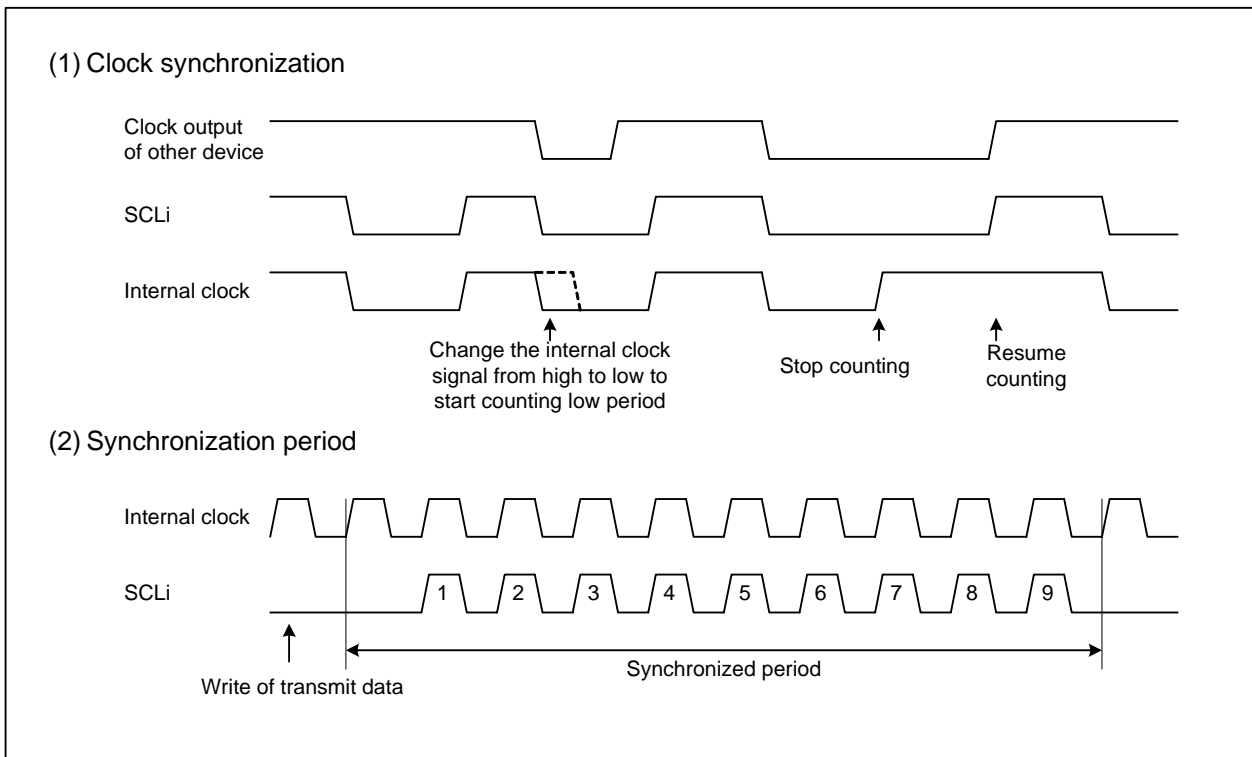 (1) Clock synchronization
Clock output
of other device
SCLi
Internal clock
Change the internal clock
signal from high to low to
start counting low period
Stop counting
Resume
counting
(2) Synchronization period
Internal clock
SCLi
1 2 3 4 5 6 7 8 9
Synchronized period
Write of transmit data